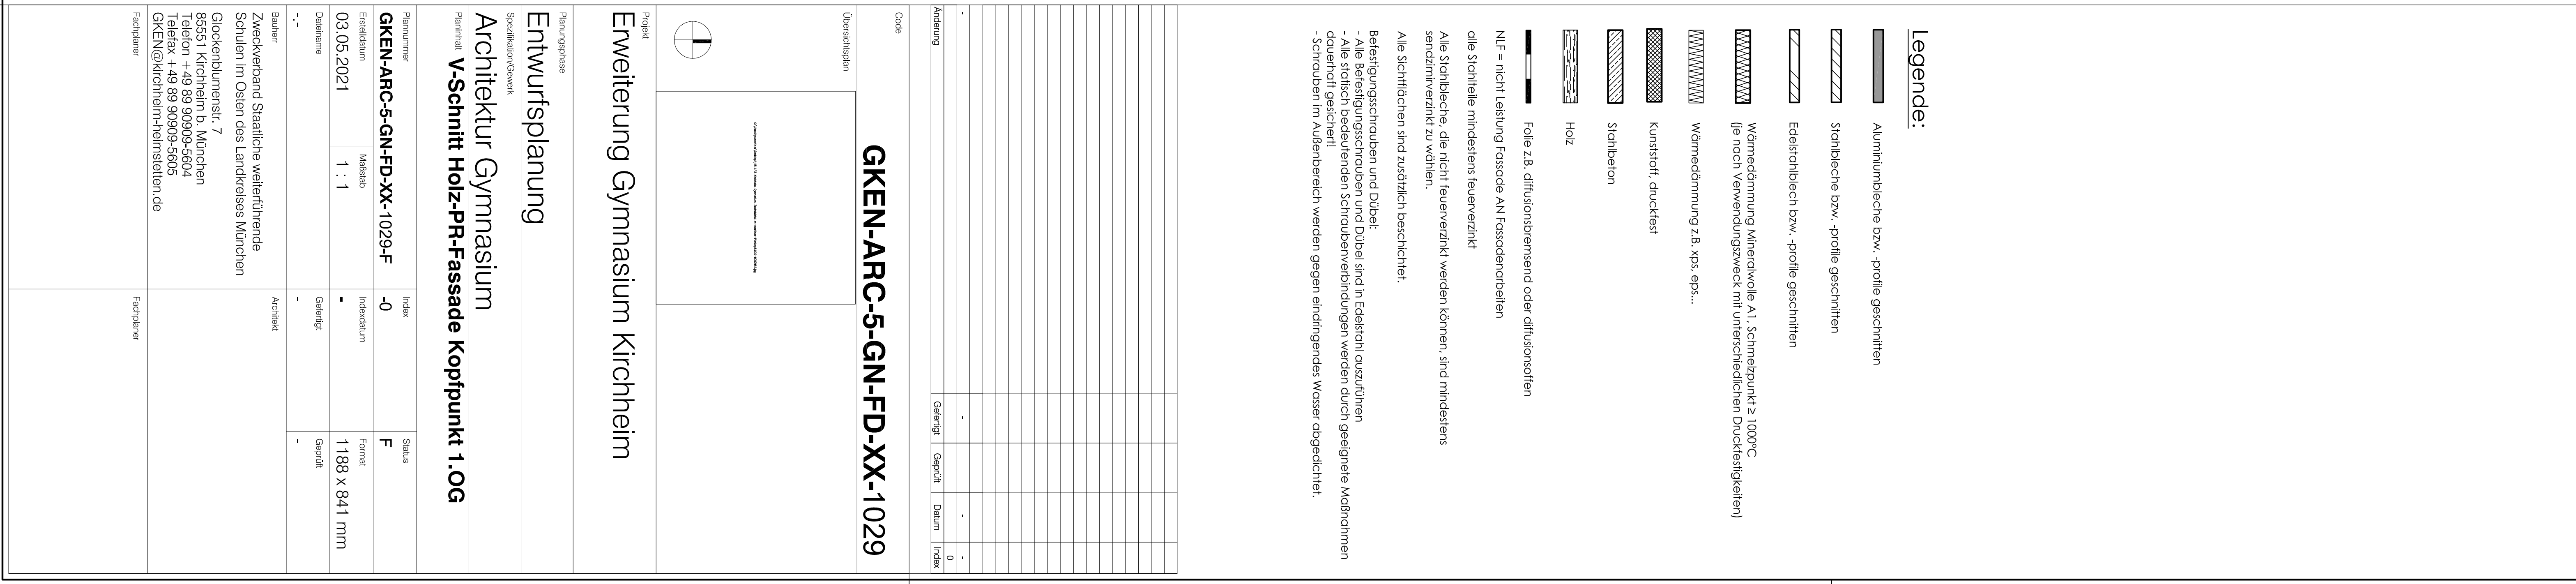 Legende:
Aluminiumbleche bzw. -profile geschnitten
Stahlbleche bzw. -profile geschnitten
Edelstahlblech bzw. -profile geschnitten
Wärmedämmung Mineralwolle A1, Schmelzpunkt ≥ 1000°C
(je nach Verwendungszweck mit unterschiedlichen Druckfestigkeiten)
Wärmedämmung z.B. xps, eps...
Kunststoff, druckfest
Stahlbeton
Holz
Folie z.B. diffusionsbremsend oder diffusionsoffen
NLF = nicht Leistung Fassade AN Fassadenarbeiten
alle Stahlteile mindestens feuerverzinkt
Alle Stahlbleche, die nicht feuerverzinkt werden können, sind mindestens
sendzimirverzinkt zu wählen.
Alle Sichtflächen sind zusätzlich beschichtet.
Befestigungsschrauben und Dübel:
- Alle Befestigungsschrauben und Dübel sind in Edelstahl auszuführen
- Alle statisch bedeutenden Schraubenverbindungen werden durch geeignete Maßnahmen
dauerhaft gesichert!
- Schrauben im Außenbereich werden gegen eindringendes Wasser abgedichtet.
- - - -
0
Änderung Gefertigt Geprüft Datum Index
Code
GKEN-ARC-5-GN-FD-XX-1029
Übersichtsplan
Projekt
Erweiterung Gymnasium Kirchheim
Planungsphase
Entwurfsplanung
Spezifikation/Gewerk
Architektur Gymnasium
Planinhalt V-Schnitt Holz-PR-Fassade Kopfpunkt 1.OG
Plannummer Index Status
GKEN-ARC-5-GN-FD-XX-1029-F -0 F
Erstelldatum Maßstab Indexdatum Format
03.05.2021 1 : 1 - 1188 x 841 mm
Dateiname Gefertigt Geprüft
-.- - -
Bauherr Architekt
Zweckverband Staatliche weiterführende
Schulen im Osten des Landkreises München
Glockenblumenstr. 7
85551 Kirchheim b. München
Telefon +49 89 90909-5604
Telefax +49 89 90909-5605
GKEN@kirchheim-heimstetten.de
Fachplaner Fachplaner